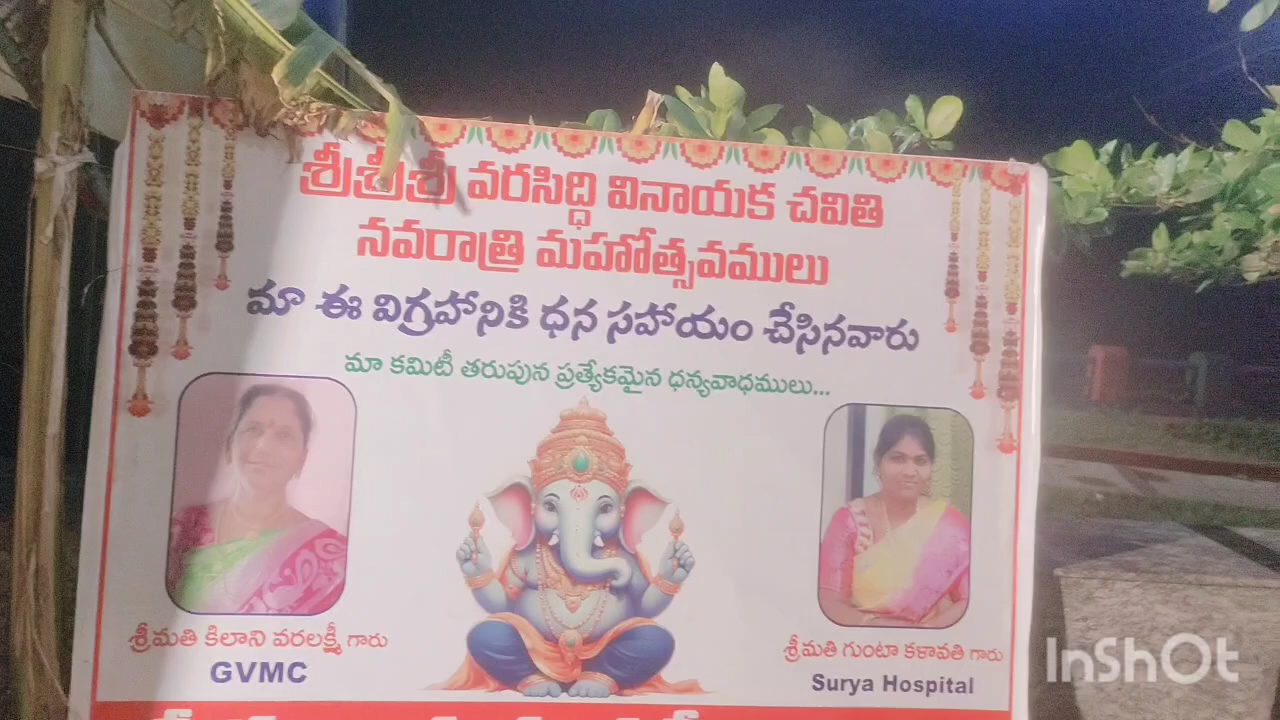 శ్రీశ్రీశ్రీ వరసిద్ధి వినాయక చవితి
నవరాత్రి మహోత్సవములు
మా ఈ విగ్రహానికి ధన సహాయం చేసినవారు
మా కమిటీ తరుపున ప్రత్యేకమైన ధన్యవాధములు...
శ్రీమతి కిలాని వరలక్ష్మీ గారు
GVMC
శ్రీమతి గుంటా కళావతి గారు
Surya Hospital
InShOt